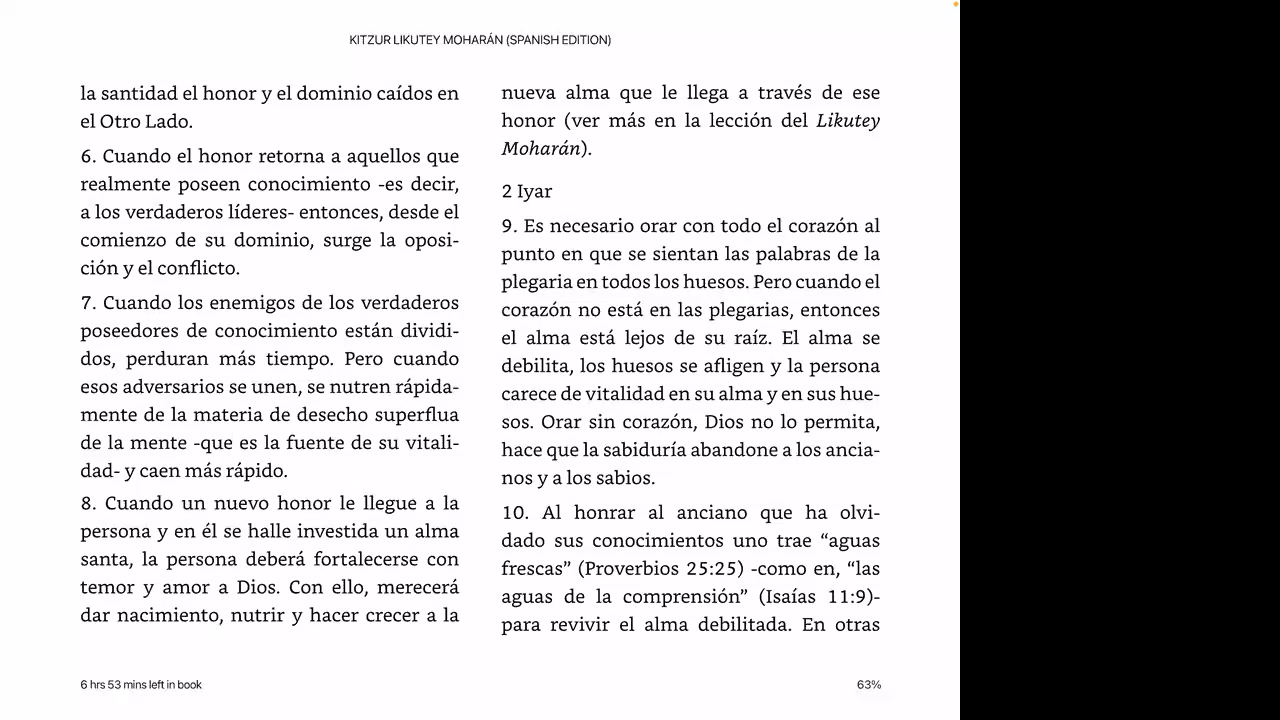 KITZUR LIKUTEY MOHARÁN (SPANISH EDITION)
la santidad el honor y el dominio caídos en
el Otro Lado.
6. Cuando el honor retorna a aquellos que
realmente poseen conocimiento -es decir,
a los verdaderos líderes- entonces, desde el
comienzo de su dominio, surge la oposi-
ción y el conflicto.
7. Cuando los enemigos de los verdaderos
poseedores de conocimiento están dividi-
dos, perduran más tiempo. Pero cuando
esos adversarios se unen, se nutren rápida-
mente de la materia de desecho superflua
de la mente -que es la fuente de su vitali-
dad- y caen más rápido.
8. Cuando un nuevo honor le llegue a la
persona y en él se halle investida un alma
santa, la persona deberá fortalecerse con
temor y amor a Dios. Con ello, merecerá
dar nacimiento, nutrir y hacer crecer a la
nueva alma que le llega a través de ese
honor (ver más en la lección del Likutey
Moharán).
2 Iyar
9. Es necesario orar con todo el corazón al
punto en que se sientan las palabras de la
plegaria en todos los huesos. Pero cuando el
corazón no está en las plegarias, entonces
el alma está lejos de su raíz. El alma se
debilita, los huesos se afligen y la persona
carece de vitalidad en su alma y en sus hue-
sos. Orar sin corazón, Dios no lo permita,
hace que la sabiduría abandone a los ancia-
nos y a los sabios.
10. Al honrar al anciano que ha olvi-
dado sus conocimientos uno trae “aguas
frescas” (Proverbios 25:25) -como en, “las
aguas de la comprensión” (Isaías 11:9)-
para revivir el alma debilitada. En otras
6 hrs 53 mins left in book
63%